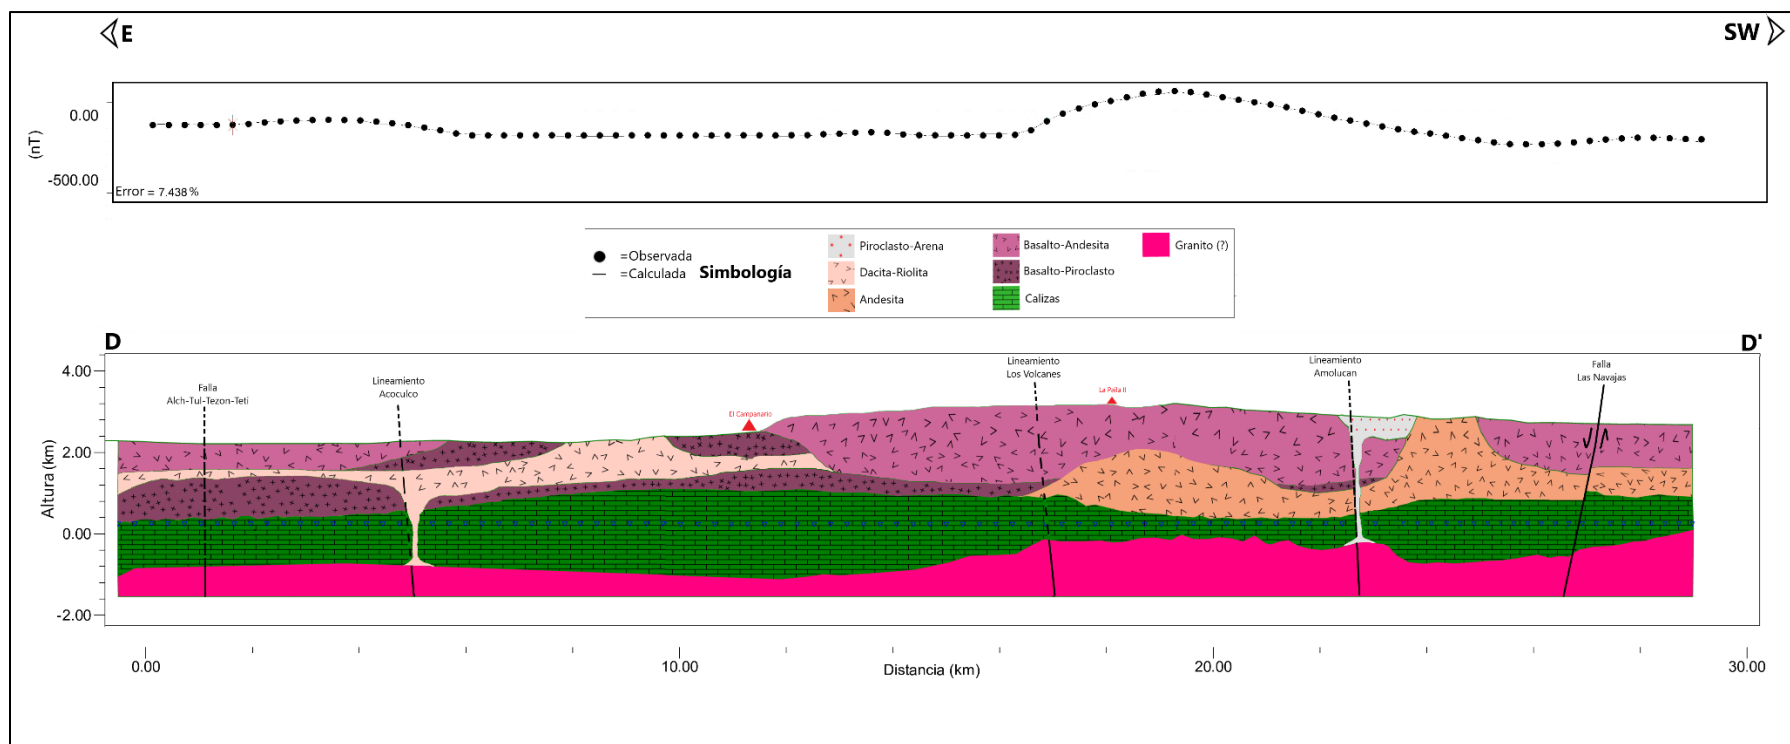 E
SW
0.00
(nT)
-500.00
Error = 7.438 %
=Observada
=Calculada
Simbología
Piroclasto-Arena
Dacita-Riolita
Andesita
Basalto-Andesita
Basalto-Piroclasto
Calizas
Granito (?)
D
D'
4.00
2.00
0.00
-2.00
Altura (km)
Falla
Alch-Tul-Tezon-Teti
Lineamiento
Acoculco
El Campanario
Lineamiento
Los Volcanes
La Paila II
Lineamiento
Amolucan
Falla
Las Navajas
0.00
10.00
Distancia (km)
20.00
30.00